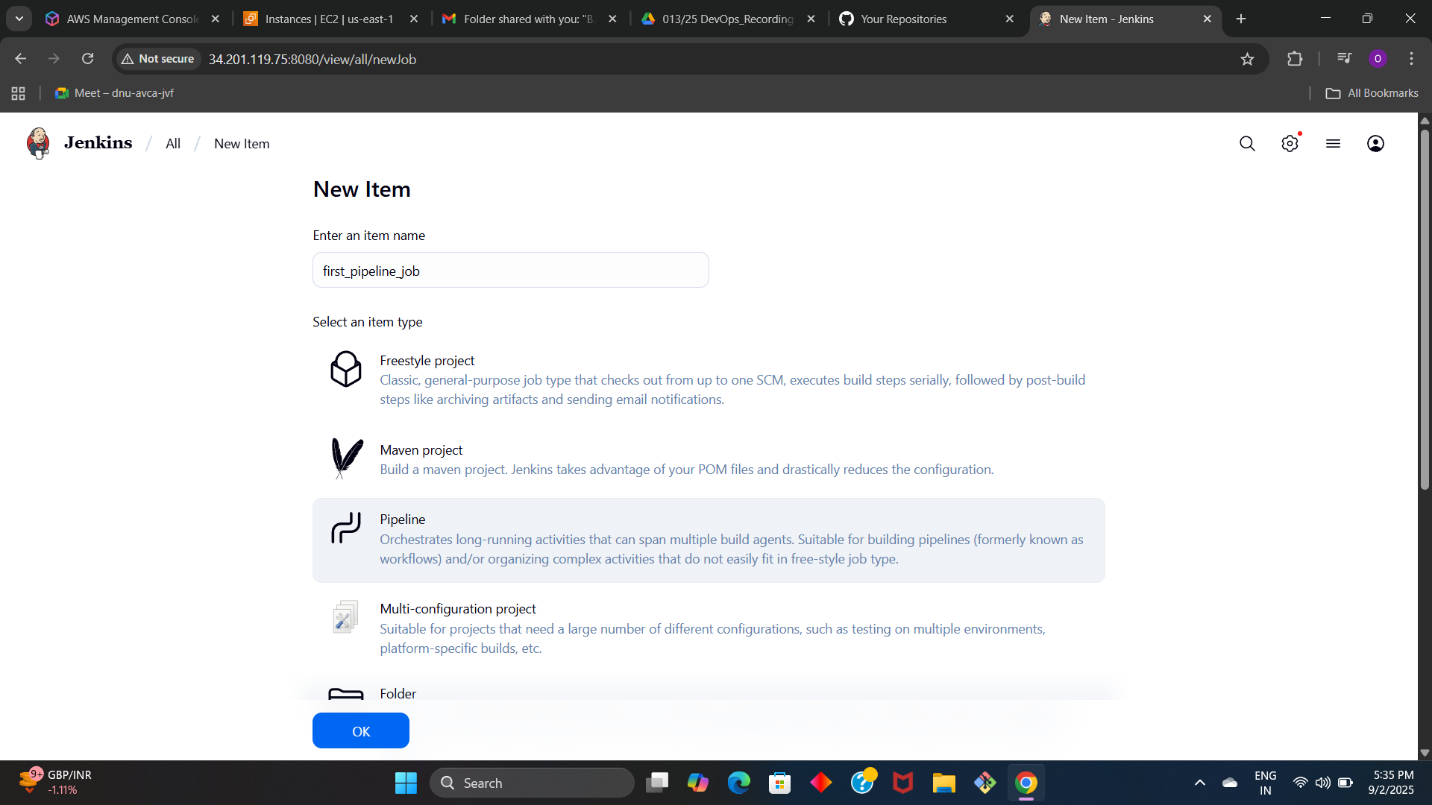 AWS Management Console
Instances | EC2 | us-east-1
Folder shared with you: "B
013/25 DevOps_Recording
Your Repositories
New Item - Jenkins
Not secure
34.201.119.75:8080/view/all/newJob
O
Meet – dnu-avca-jvf
All Bookmarks
Jenkins / All / New Item
New Item
Enter an item name
first_pipeline_job
Select an item type
Freestyle project
Classic, general-purpose job type that checks out from up to one SCM, executes build steps serially, followed by post-build
steps like archiving artifacts and sending email notifications.
Maven project
Build a maven project. Jenkins takes advantage of your POM files and drastically reduces the configuration.
Pipeline
Orchestrates long-running activities that can span multiple build agents. Suitable for building pipelines (formerly known as
workflows) and/or organizing complex activities that do not easily fit in free-style job type.
Multi-configuration project
Suitable for projects that need a large number of different configurations, such as testing on multiple environments,
platform-specific builds, etc.
Folder
OK
9+
GBP/INR
-1.11%
Search
ENG
IN
5:35 PM
9/2/2025